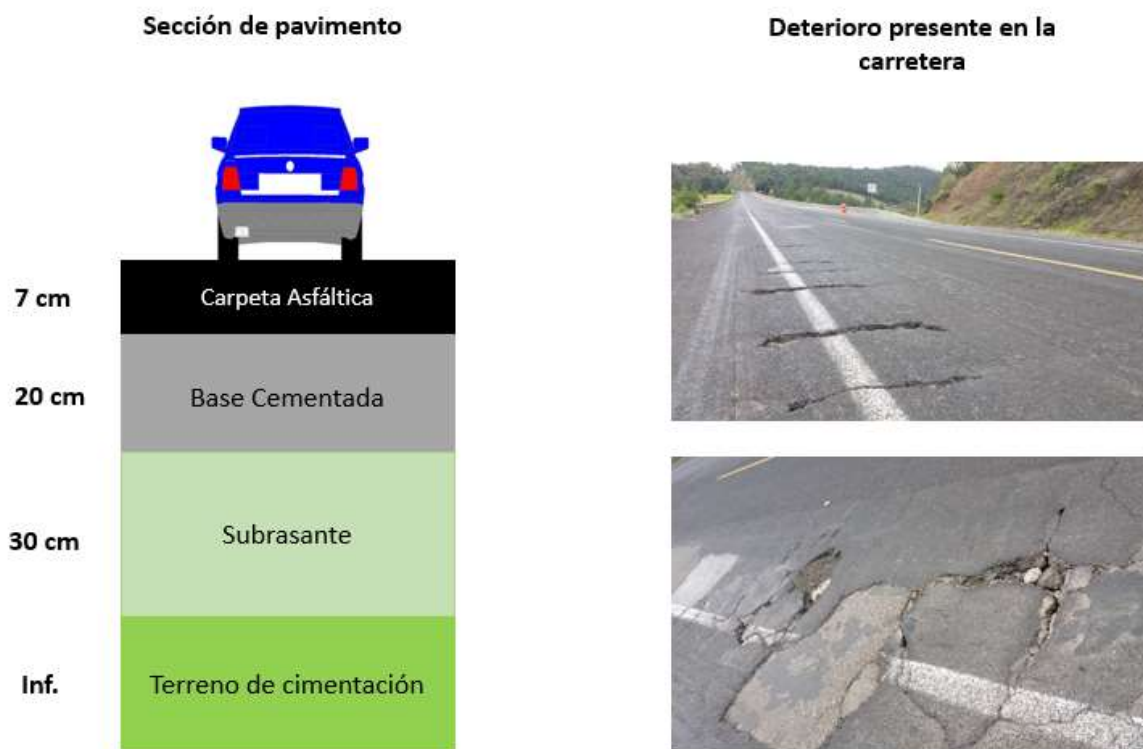 Sección de pavimento
Deterioro presente en la
carretera
7 cm
Carpeta Asfáltica
20 cm
Base Cementada
30 cm
Subrasante
Inf.
Terreno de cimentación